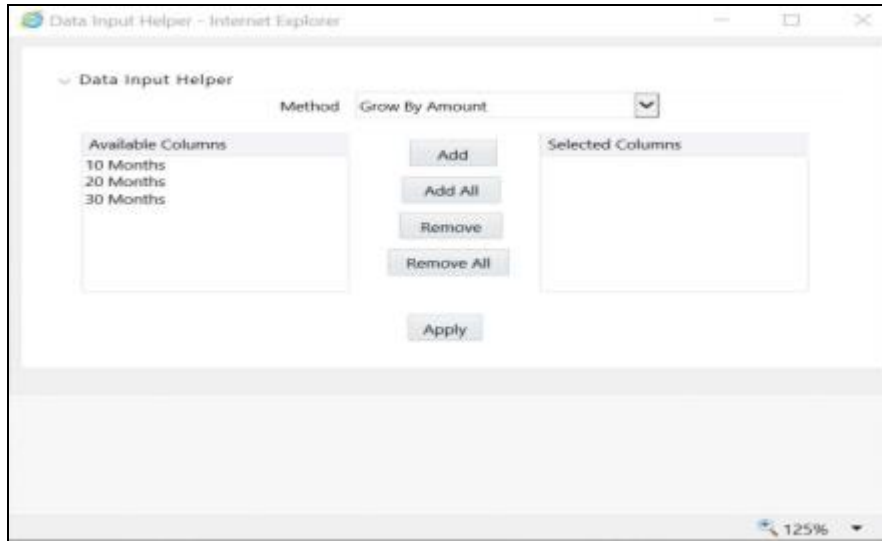 Data Input Helper - Internet Explorer
Data Input Helper
Method Grow By Amount
Available Columns
10 Months
20 Months
30 Months
Add
Add All
Remove
Remove All
Selected Columns
Apply
125%